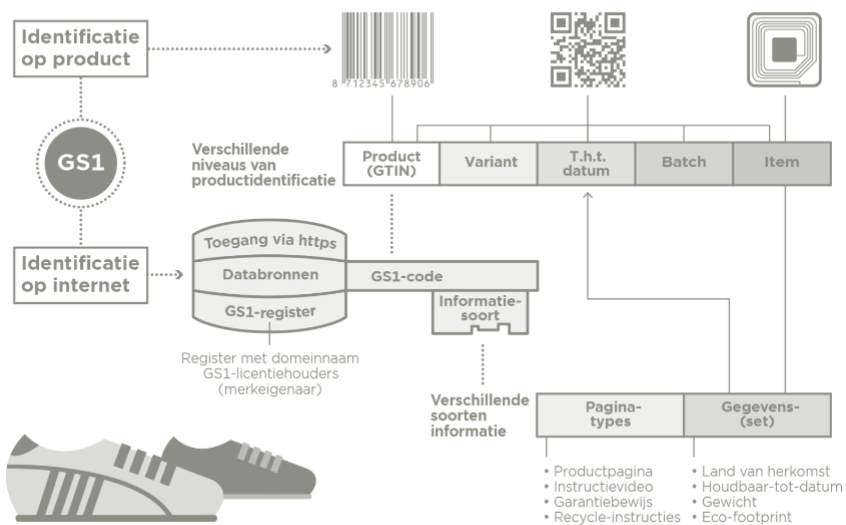 Identificatie
op product
8 712345 678906
GS1
Verschillende
niveaus van
productidentificatie
Product
(GTIN)
Variant
T.h.t.
datum
Batch
Item
Identificatie
op internet
Toegang via https
Databronnen
GS1-register
GS1-code
Informatie-
soort
Register met domeinnaam
GS1-licentiehouders
(merkeigenaar)
Verschillende
soorten
informatie
Pagina-
types
Gegevens-
(set)
• Productpagina
• Instructievideo
• Garantiebewijs
• Recycle-instructies
• Land van herkomst
• Houdbaar-tot-datum
• Gewicht
• Eco-footprint